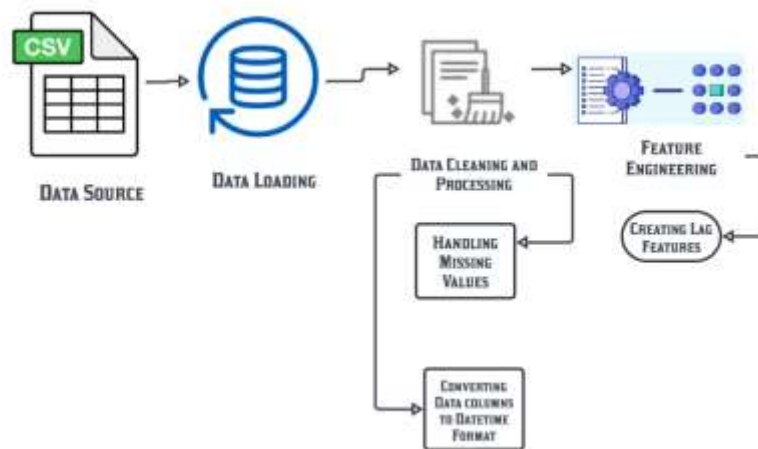 CSV
DATA SOURCE
DATA LOADING
DATA CLEANING AND
PROCESSING
FEATURE
ENGINEERING
HANDLING
MISSING
VALUES
CREATING LAG
FEATURES
CONVERTING
DATA COLUMNS
TO DATETIME
FORMAT